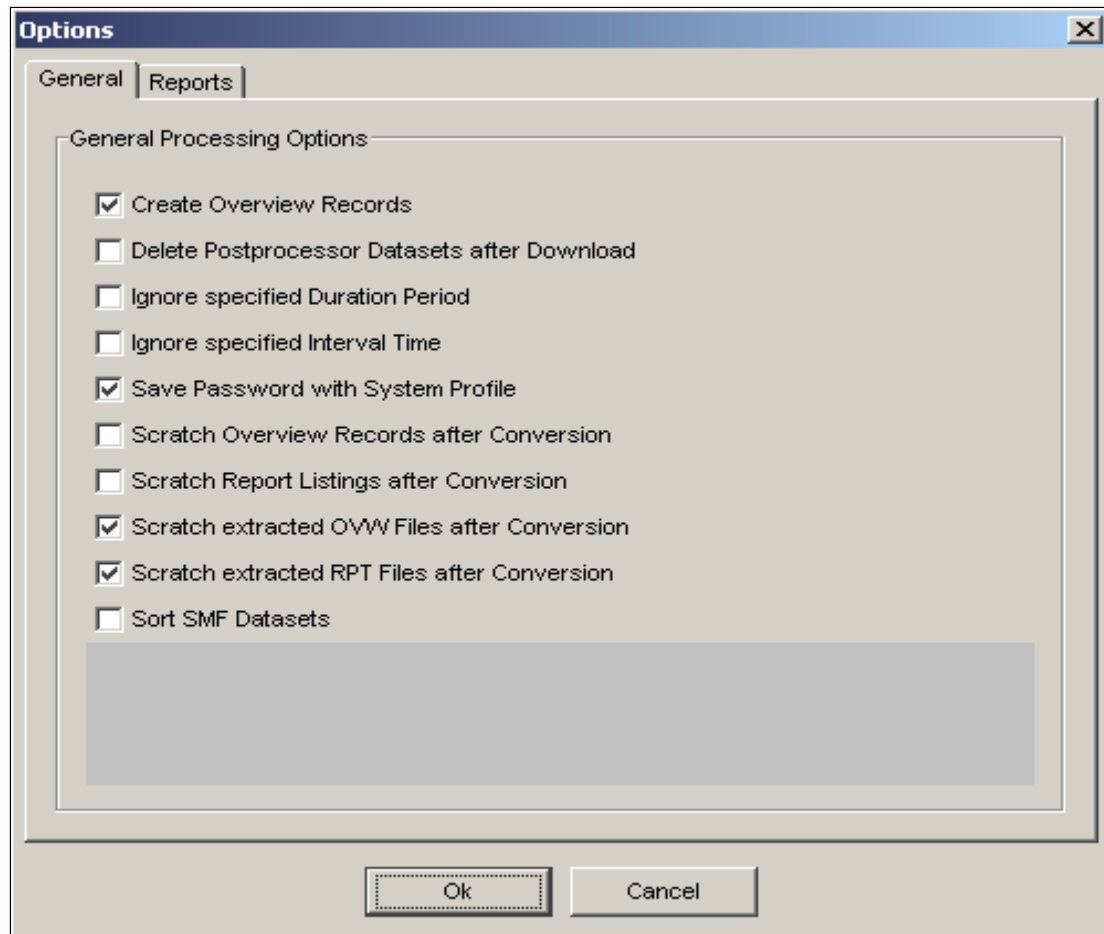 Options
General
Reports
General Processing Options
Create Overview Records
Delete Postprocessor Datasets after Download
Ignore specified Duration Period
Ignore specified Interval Time
Save Password with System Profile
Scratch Overview Records after Conversion
Scratch Report Listings after Conversion
Scratch extracted OVW Files after Conversion
Scratch extracted RPT Files after Conversion
Sort SMF Datasets
Ok
Cancel